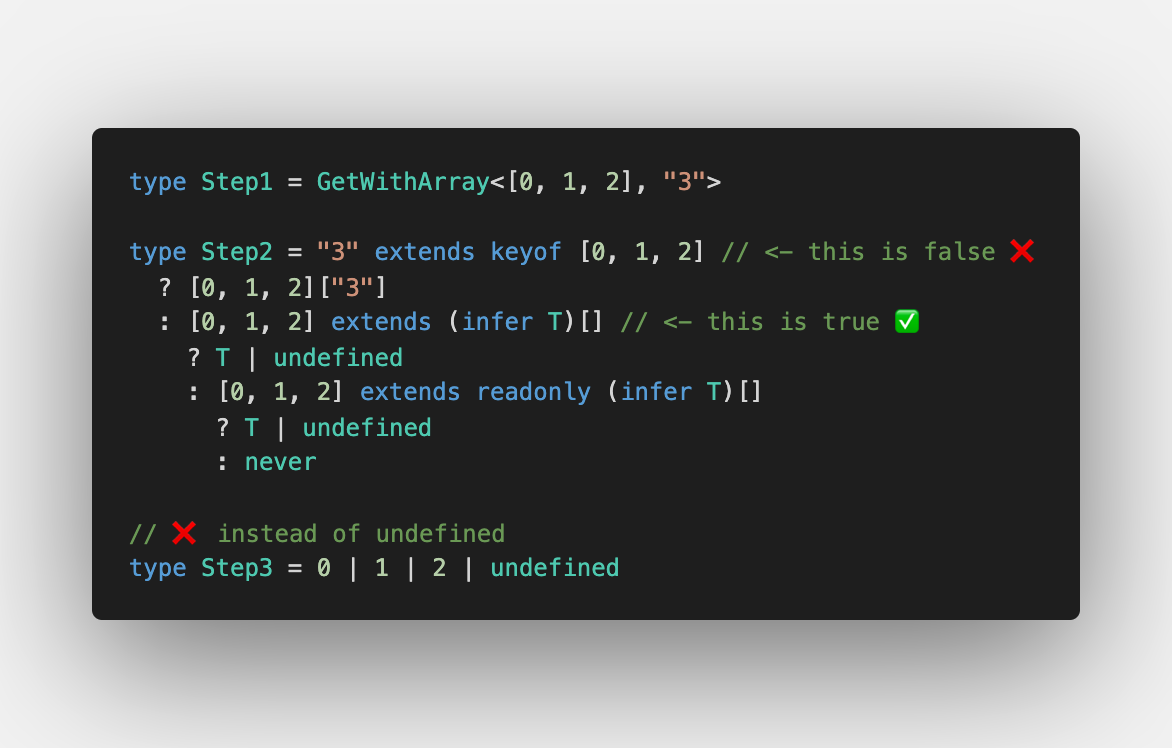 type Step1 = GetWithArray<[0, 1, 2], "3">
type Step2 = "3" extends keyof [0, 1, 2] // <- this is false ❌
? [0, 1, 2]["3"]
: [0, 1, 2] extends (infer T)[] // <- this is true ✅
? T | undefined
: [0, 1, 2] extends readonly (infer T)[]
? T | undefined
: never
// ❌ instead of undefined
type Step3 = 0 | 1 | 2 | undefined